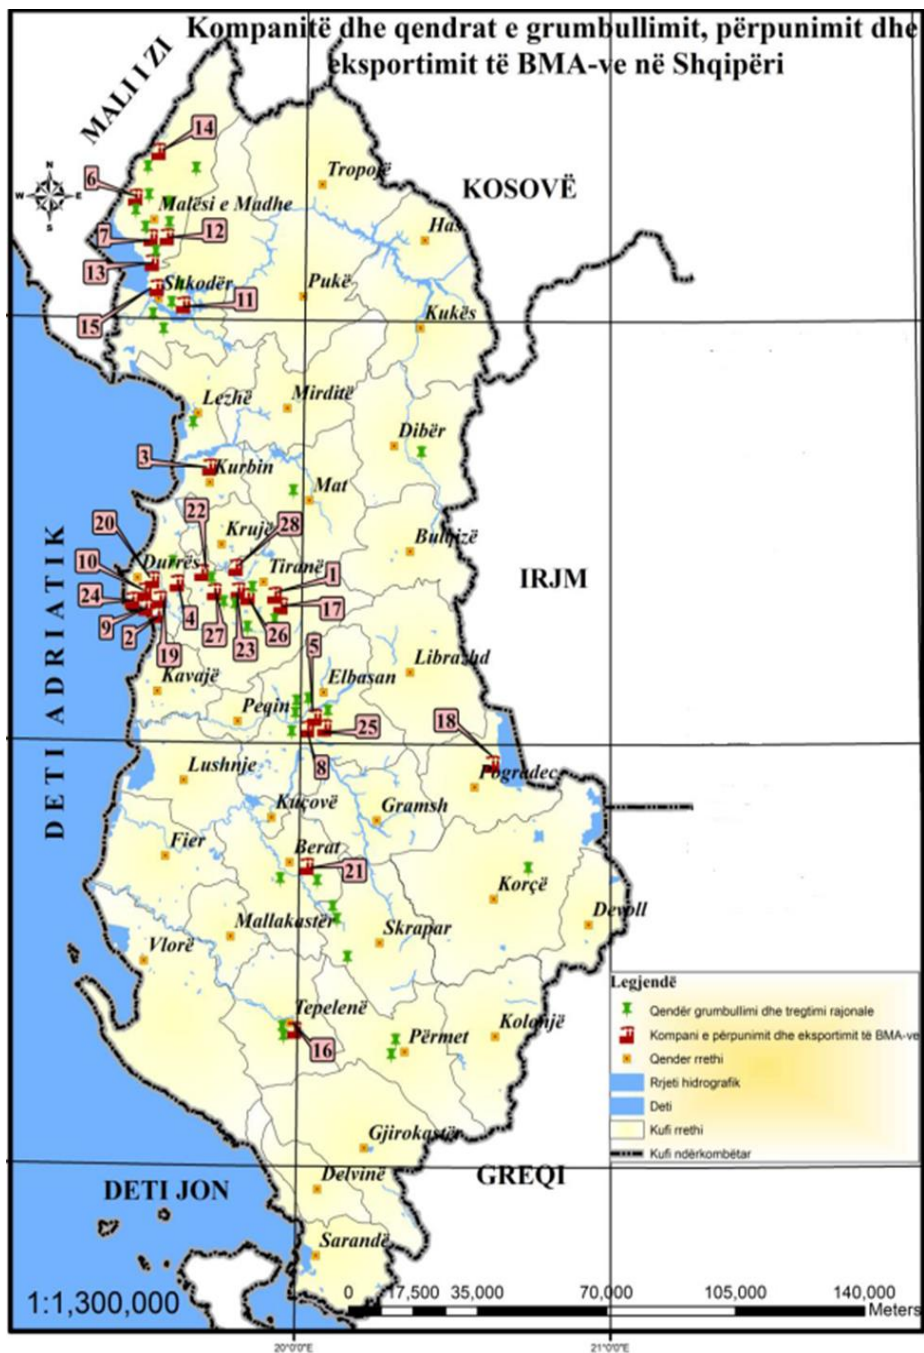 Kompanitë dhe qendrat e grumbullimit, përpunimit dhe
eksportimit të BMA-ve në Shqipëri
MALI I ZI
N
W E
S
14
6
Tropojë
KOSOVË
Malësi e Madhe
Has
7
12
13
Shkodër
Pukë
11
15
Kukës
Lezhë
Mirditë
Dibër
3
Kurbin
Mat
22
28
20
Krujë
Bulqizë
10
Durrës
Tiranë
1
IRJM
24
17
9
2
4
19
27
23
26
5
DETI ADRIATIK
Librazhd
Kavajë
Elbasan
Peqin
18
25
8
Lushnje
Pogradec
Kuçovë
Gramsh
Fier
Berat
21
Korçë
Mallakastër
Devoll
Skrapar
Vlorë
Tepelenë
Kolonjë
Përmet
16
Legjendë
Qendër grumbullimi dhe tregtimi rajonale
Kompani e përpunimit dhe eksportimit të BMA-ve
Qender rrethi
Rrjeti hidrografik
Deti
Kufi rrethi
Kufi ndërkombëtar
Gjirokastër
Delvinë
GREQI
DETI JON
Sarandë
1:1,300,000
0 17,500 35,000 70,000 105,000 140,000
Meters
20°0'0"E 21°0'0"E